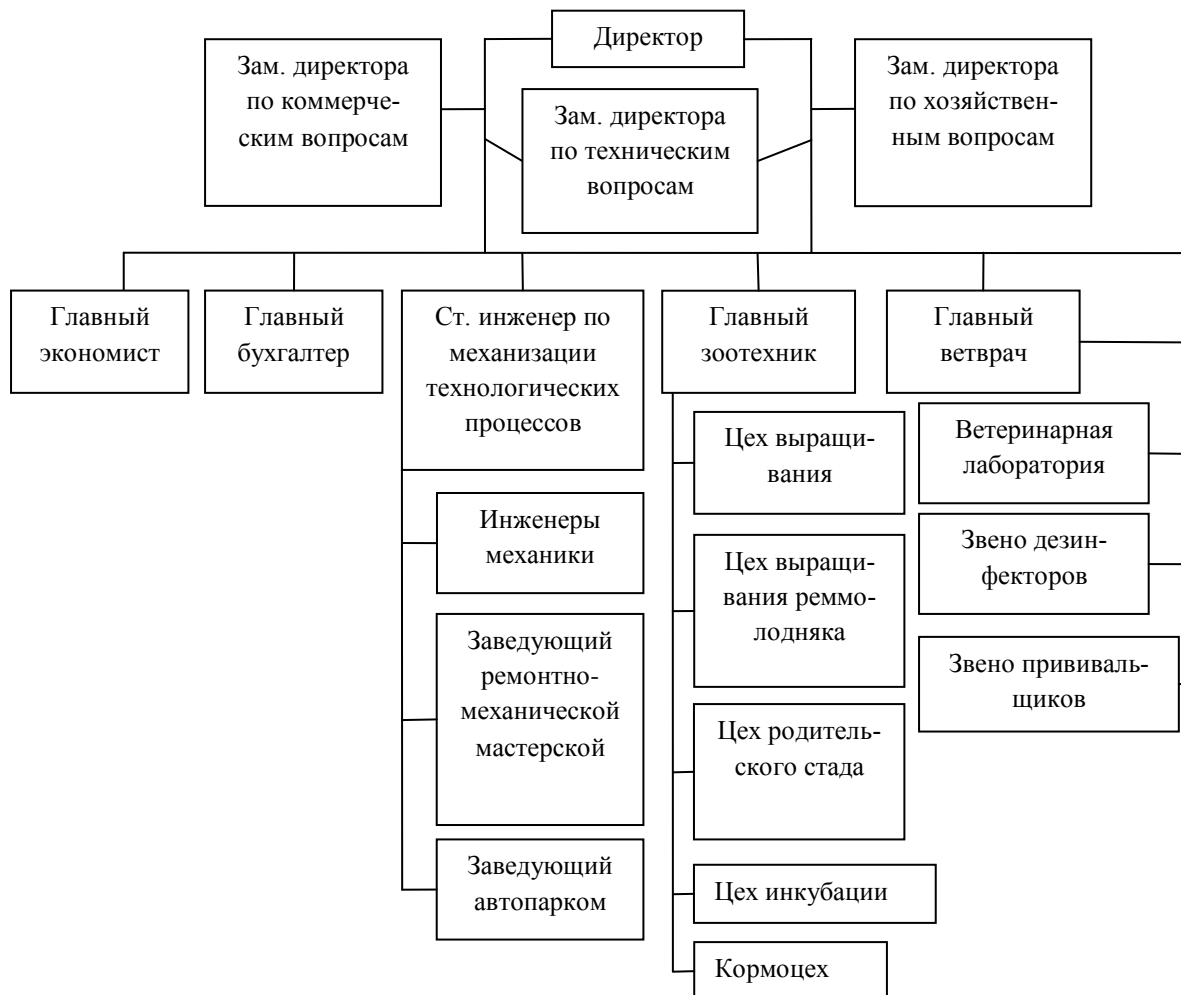 Директор
Зам. директора
по коммерче-
ским вопросам
Зам. директора
по техническим
вопросам
Зам. директора
по хозяйствен-
ным вопросам
Главный
экономист
Главный
бухгалтер
Ст. инженер по
механизации
технологических
процессов
Главный
зоотехник
Главный
ветврач
Инженеры
механики
Заведующий
ремонтно-
механической
мастерской
Заведующий
автопарком
Цех выращи-
вания
Цех выращи-
вания реммо-
лодняка
Цех родитель-
ского стада
Цех инкубации
Кормоцех
Ветеринарная
лаборатория
Звено дезин-
фекторов
Звено прививаль-
щиков